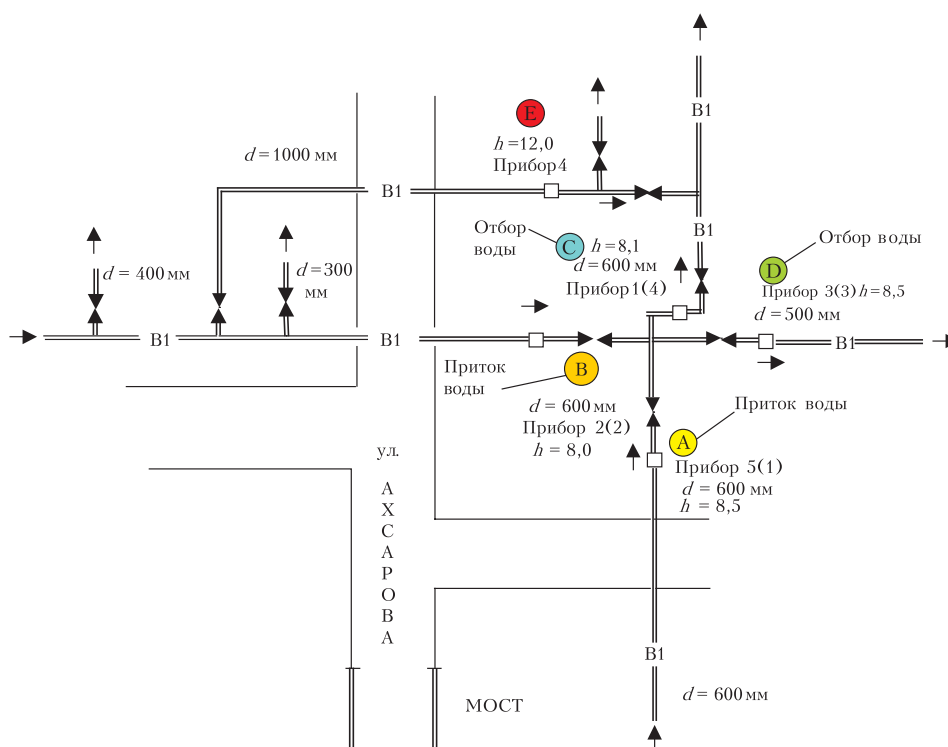 В1
E
h=12,0
Прибор 4
d=1000 мм
В1
Отбор
воды
C
h=8,1
d=600 мм
Прибор 1(4)
В1
Отбор воды
D
Прибор 3(3) h=8,5
d=500 мм
d=400 мм
d=300
мм
В1
В1
В1
Приток
воды
B
d=600 мм
Прибор 2(2)
h=8,0
Приток воды
A
Прибор 5(1)
d=600 мм
h=8,5
ул.
А
Х
С
А
Р
О
В
А
В1
d=600 мм
МОСТ